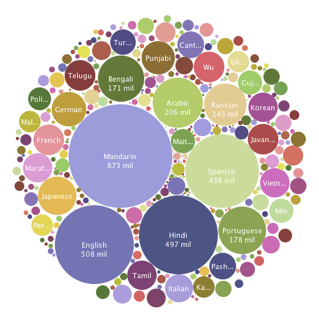 Tur...
Cant...
Punjabi
Wu
Uk...
Telugu
Bengali
171 mil
Guj...
Poli...
German
Arabic
206 mil
Russian
145 mil
Korean
Mal...
French
Mait...
Javan...
Mandarin
873 mil
Marat...
Spanish
438 mil
Vietn...
Japanese
Min
Per...
English
508 mil
Hindi
497 mil
Portuguese
178 mil
Tamil
Pash...
Italian
Ka...